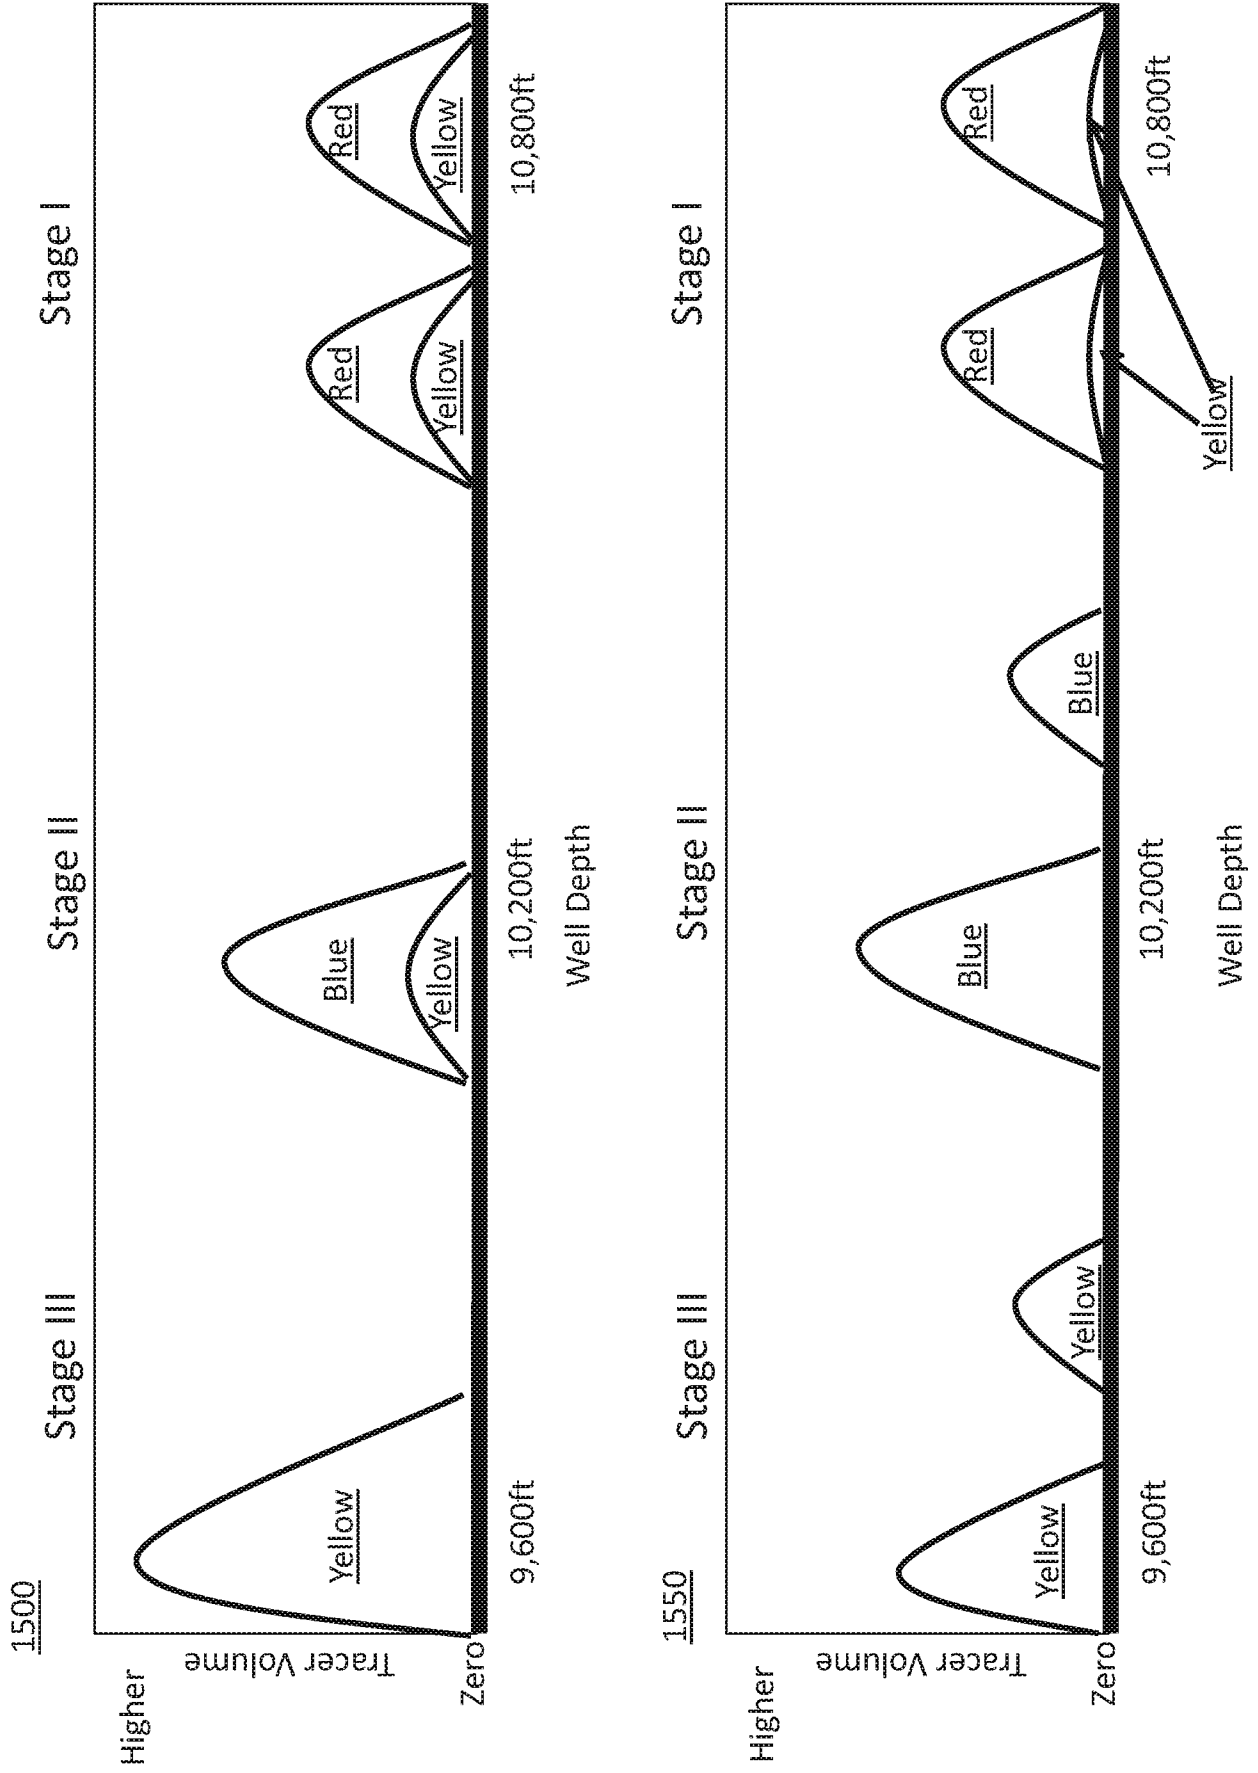 1500
Stage III
Stage II
Stage I
Higher
Tracer Volume
Zero
Yellow
Blue
Yellow
Red
Yellow
Red
Yellow
9,600ft
10,200ft
10,800ft
Well Depth
1550
Stage III
Stage II
Stage I
Higher
Tracer Volume
Zero
Yellow
Yellow
Blue
Blue
Red
Red
9,600ft
10,200ft
10,800ft
Yellow
Well Depth